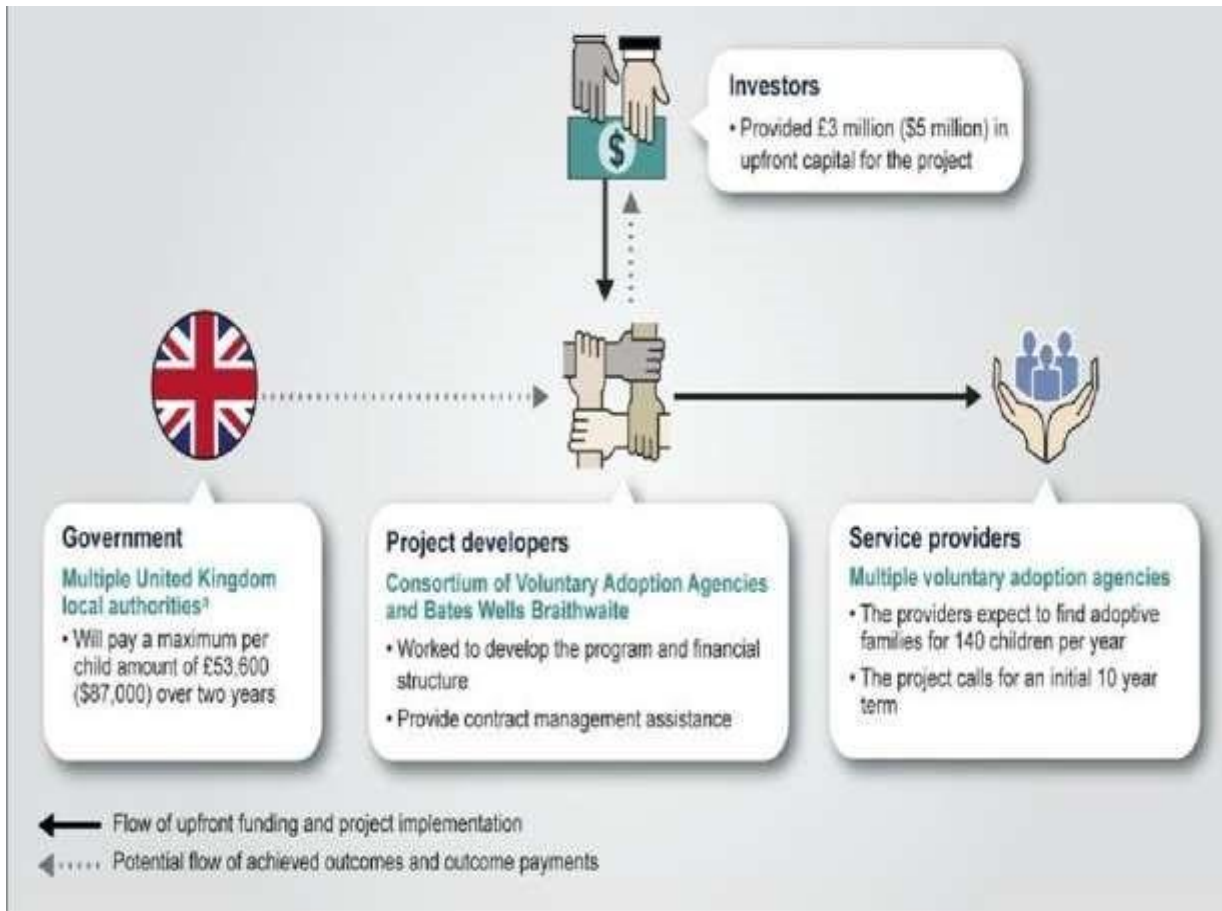 $
Investors
• Provided £3 million ($5 million) in
upfront capital for the project
Government
Multiple United Kingdom
local authorities³
• Will pay a maximum per
child amount of £53,600
($87,000) over two years
Project developers
Consortium of Voluntary Adoption Agencies
and Bates Wells Braithwaite
• Worked to develop the program and financial
structure
• Provide contract management assistance
Service providers
Multiple voluntary adoption agencies
• The providers expect to find adoptive
families for 140 children per year
• The project calls for an initial 10 year
term
Flow of upfront funding and project implementation
Potential flow of achieved outcomes and outcome payments